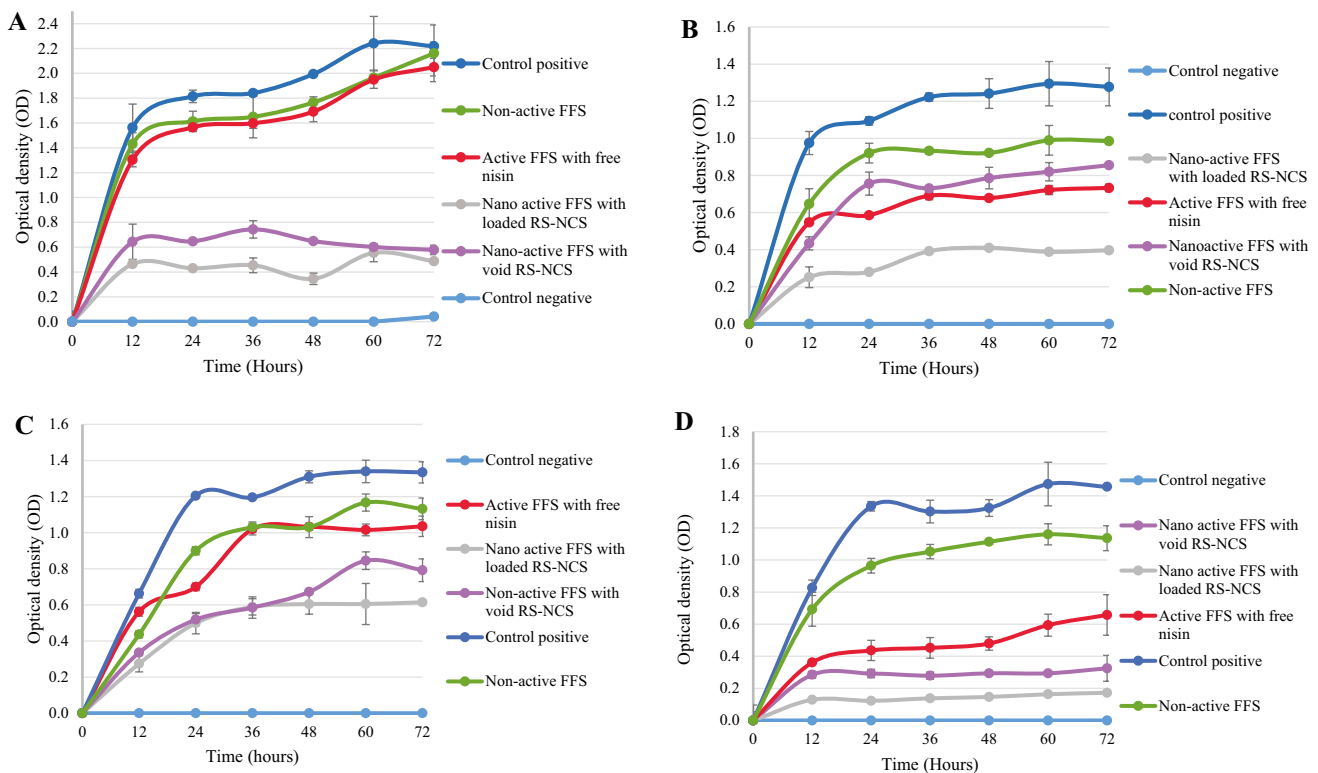 A
2.4
2.2
2.0
1.8
1.6
1.4
1.2
1.0
0.8
0.6
0.4
0.2
0.0
Optical density (OD)
0 12 24 36 48 60 72
Time (Hours)
Control positive
Non-active FFS
Active FFS with free
nisin
Nano active FFS with
loaded RS-NCS
Nano-active FFS with
void RS-NCS
Control negative
B
1.6
1.4
1.2
1.0
0.8
0.6
0.4
0.2
0.0
Optical density (OD)
0 12 24 36 48 60 72
Time (Hours)
Control negative
control positive
Nano-active FFS
with loaded RS-NCS
Active FFS with free
nisin
Nanoactive FFS with
void RS-NCS
Non-active FFS
C
1.6
1.4
1.2
1.0
0.8
0.6
0.4
0.2
0.0
Optical density (OD)
0 12 24 36 48 60 72
Time (hours)
Control negative
Active FFS with free
nisin
Nano active FFS with
loaded RS-NCS
Non-active FFS with
void RS-NCS
Control positive
Non-active FFS
D
1.8
1.6
1.4
1.2
1.0
0.8
0.6
0.4
0.2
0.0
Optical density (OD)
0 12 24 36 48 60 72
Time (Hours)
Control negative
Nano active FFS with
void RS-NCS
Nano active FFS with
loaded RS-NCS
Active FFS with free
nisin
Control positive
Non-active FFS